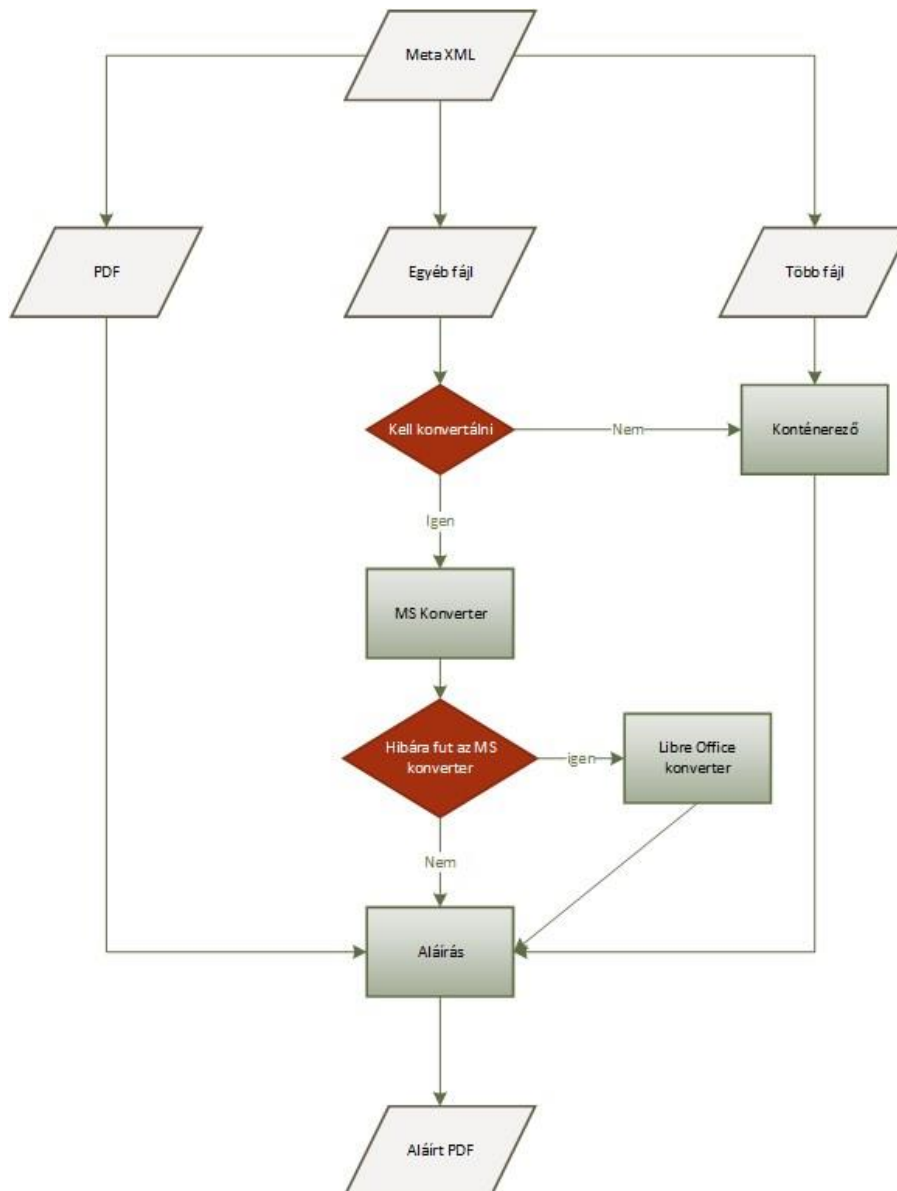 Meta XML
PDF
Egyéb fájl
Több fájl
Kell konvertálni
Nem
Konténerező
Igen
MS Konverter
Hibára fut az MS
konverter
igen
Libre Office
konverter
Nem
Aláírás
Aláírt PDF